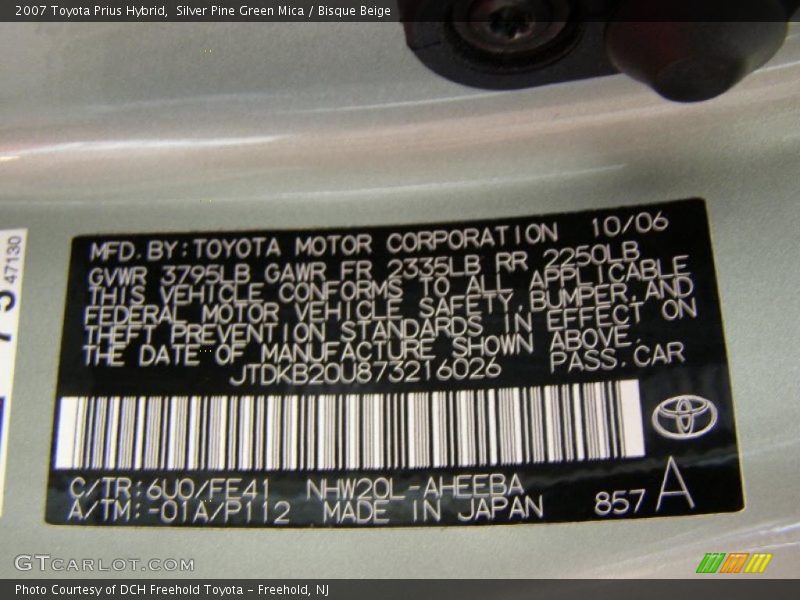 2007 Toyota Prius Hybrid,  Silver Pine Green Mica / Bisque Beige
MFD. BY: TOYOTA MOTOR CORPORATION 10/06
GVWR 3795LB GAWR FR 2335LB RR 2250LB
THIS VEHICLE CONFORMS TO ALL APPLICABLE
FEDERAL MOTOR VEHICLE SAFETY, BUMPER, AND
THEFT PREVENTION STANDARDS IN EFFECT ON
THE DATE OF MANUFACTURE SHOWN ABOVE.
JTDKB20U873216026 PASS. CAR
C/TR: 6U0/FE41 NHW20L-AHEEBA
A/TM: -01A/P112 MADE IN JAPAN 857 A
47130
GTCARLOT.COM
Photo Courtesy of DCH Freehold Toyota – Freehold, NJ